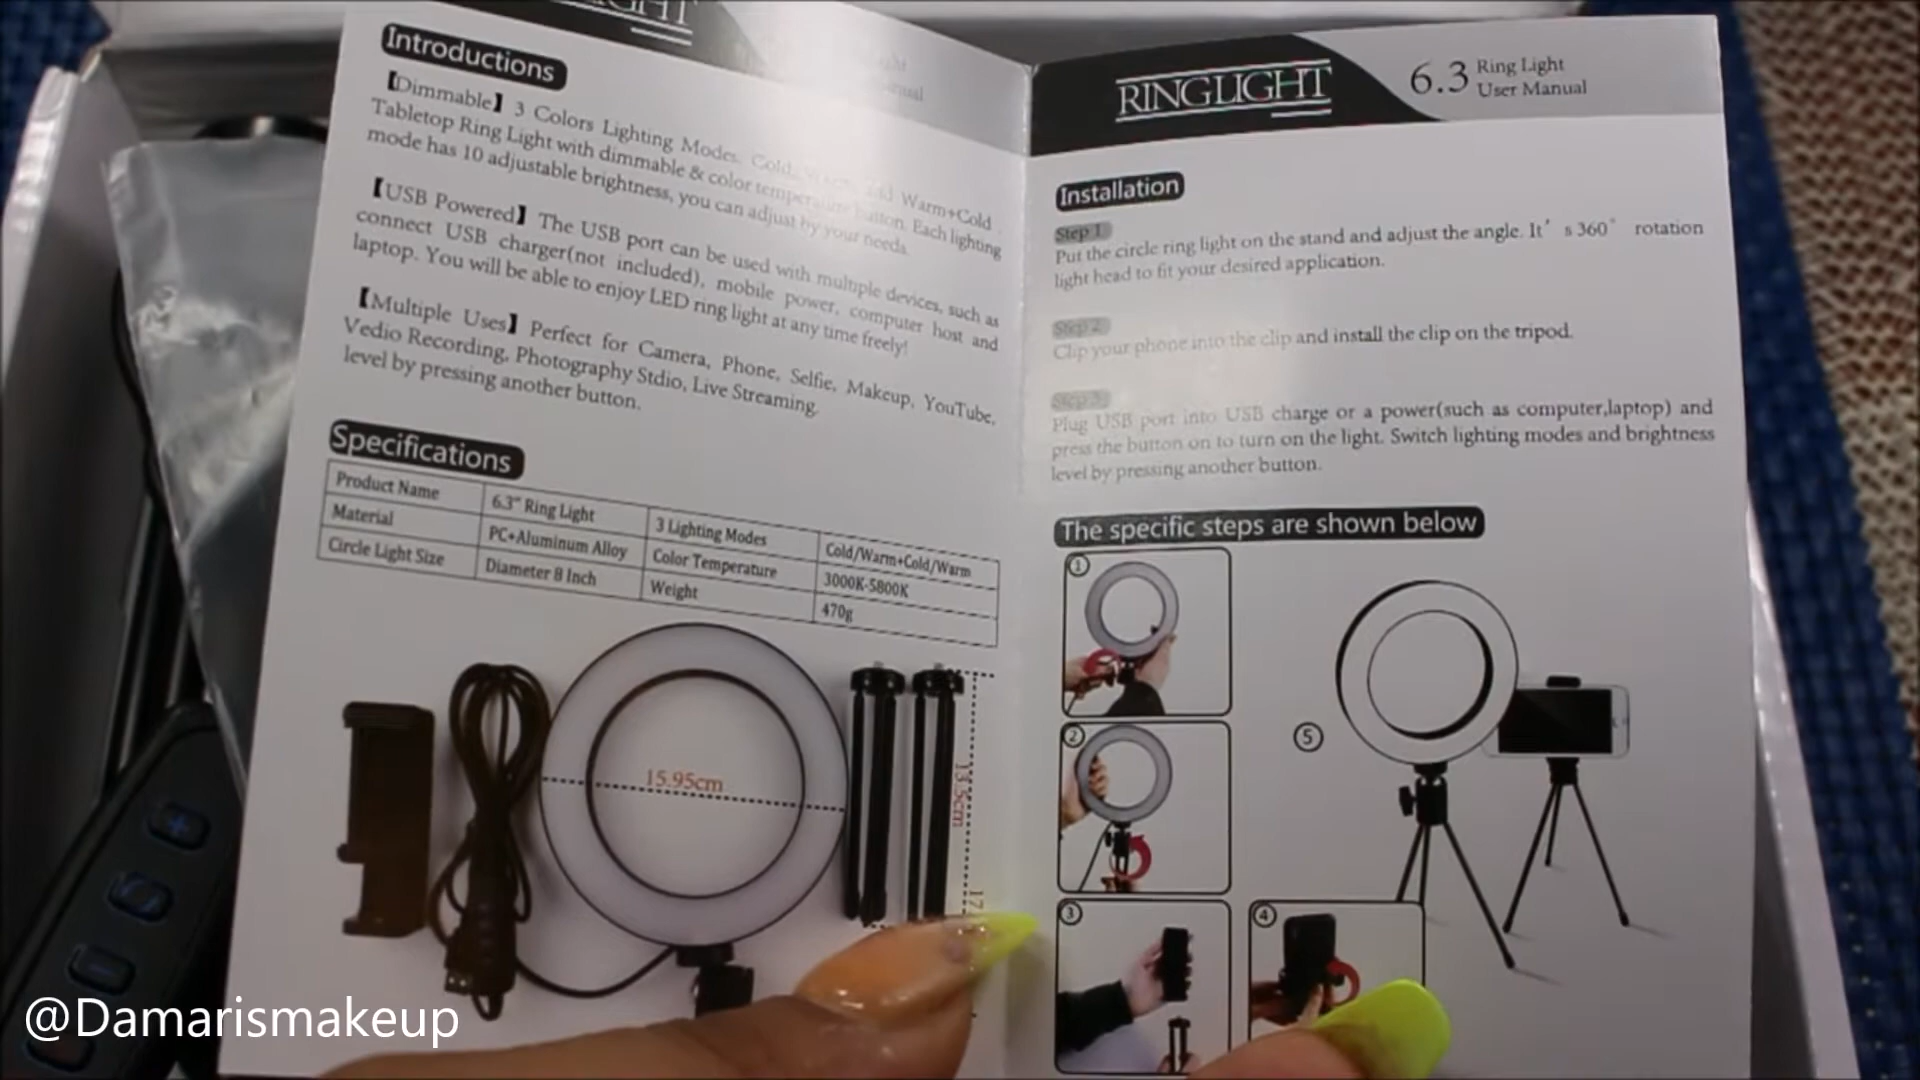 Introductions
【Dimmable】 3 Colors Lighting Modes. Cold, Warm, and Warm+Cold.
Tabletop Ring Light with dimmable & color temperature button. Each lighting
mode has 10 adjustable brightness, you can adjust by your needs.
【USB Powered】 The USB port can be used with multiple devices, such as
connect USB charger(not included), mobile power, computer host and
laptop. You will be able to enjoy LED ring light at any time freely!
【Multiple Uses】 Perfect for Camera, Phone, Selfie, Makeup, YouTube,
Vedio Recording, Photography Stdio, Live Streaming.
level by pressing another button.
Specifications
Product Name 6.3" Ring Light 3 Lighting Modes Cold/Warm+Cold/Warm
Material PC+Aluminum Alloy Color Temperature 3000K-5800K
Circle Light Size Diameter 8 Inch Weight 470g
15.95cm
13.5cm
RINGLIGHT
6.3 Ring Light
User Manual
Installation
Step 1
Put the circle ring light on the stand and adjust the angle. It's 360° rotation
light head to fit your desired application.
Step 2
Clip your phone into the clip and install the clip on the tripod.
Step 3
Plug USB port into USB charge or a power(such as computer,laptop) and
press the button on to turn on the light. Switch lighting modes and brightness
level by pressing another button.
The specific steps are shown below
1
2
3
4
5
@Damarismakeup